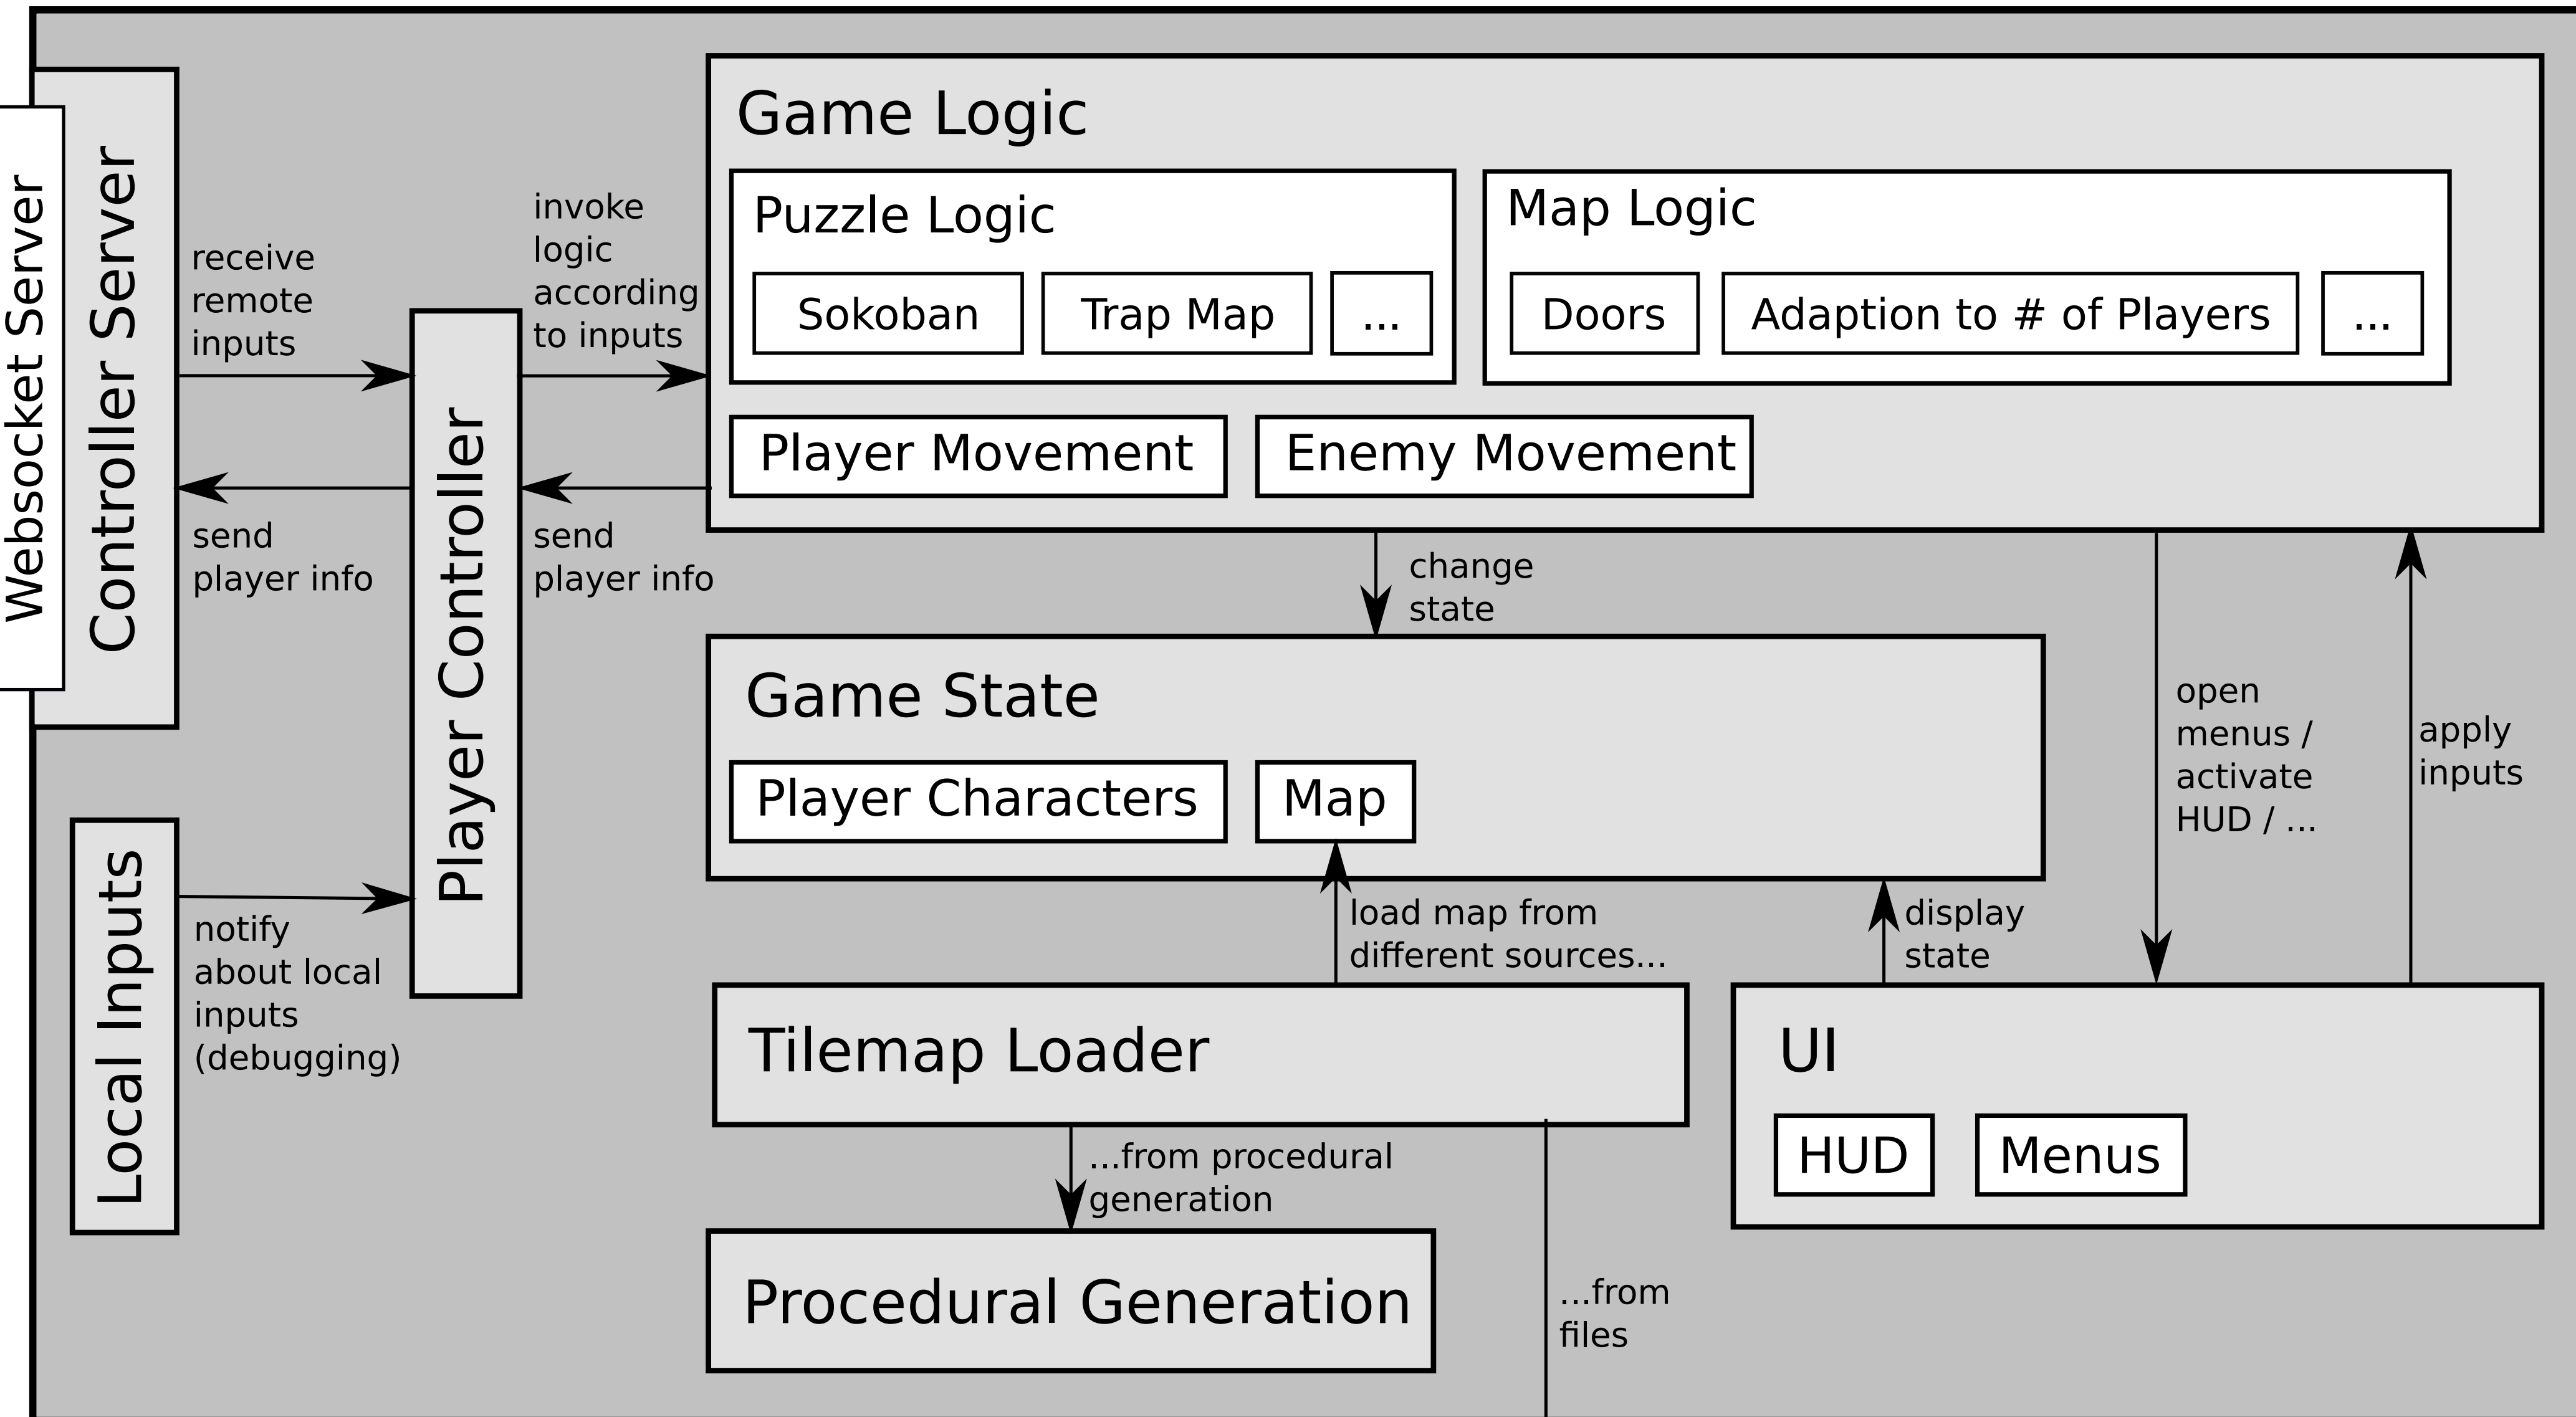 Websocket Server
Controller Server
receive
remote
inputs
send
player info
Local Inputs
notify
about local
inputs
(debugging)
Player Controller
invoke
logic
according
to inputs
send
player info
Game Logic
Puzzle Logic
Sokoban
Trap Map
...
Map Logic
Doors
Adaption to # of Players
...
Player Movement
Enemy Movement
change
state
open
menus /
activate
HUD / ...
apply
inputs
Game State
Player Characters
Map
load map from
different sources...
display
state
Tilemap Loader
...from procedural
generation
Procedural Generation
...from
files
UI
HUD
Menus